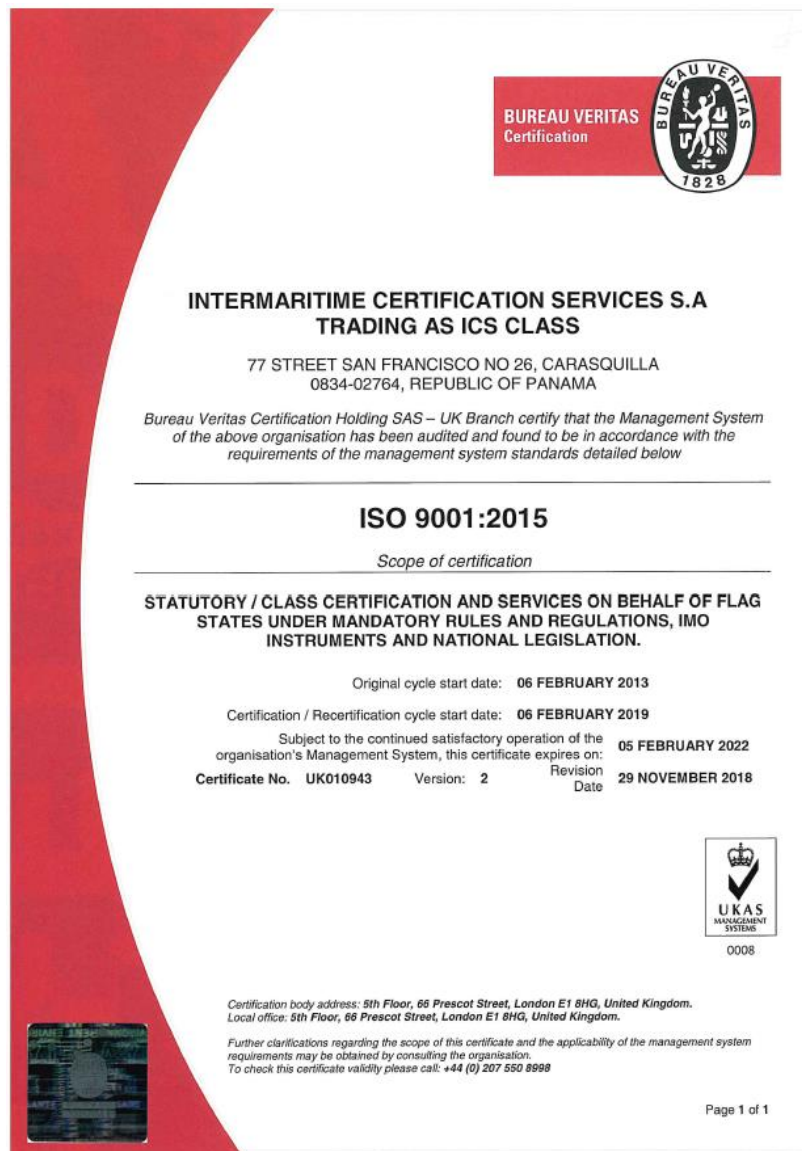 BUREAU VERITAS
Certification
BUREAU VERITAS
1828
INTERMARITIME CERTIFICATION SERVICES S.A
TRADING AS ICS CLASS
77 STREET SAN FRANCISCO NO 26, CARASQUILLA
0834-02764, REPUBLIC OF PANAMA
Bureau Veritas Certification Holding SAS – UK Branch certify that the Management System
of the above organisation has been audited and found to be in accordance with the
requirements of the management system standards detailed below
ISO 9001:2015
Scope of certification
STATUTORY / CLASS CERTIFICATION AND SERVICES ON BEHALF OF FLAG
STATES UNDER MANDATORY RULES AND REGULATIONS, IMO
INSTRUMENTS AND NATIONAL LEGISLATION.
Original cycle start date: 06 FEBRUARY 2013
Certification / Recertification cycle start date: 06 FEBRUARY 2019
Subject to the continued satisfactory operation of the
organisation's Management System, this certificate expires on: 05 FEBRUARY 2022
Certificate No. UK010943 Version: 2 Revision Date 29 NOVEMBER 2018
UKAS
MANAGEMENT
SYSTEMS
0008
Certification body address: 5th Floor, 66 Prescot Street, London E1 8HG, United Kingdom.
Local office: 5th Floor, 66 Prescot Street, London E1 8HG, United Kingdom.
Further clarifications regarding the scope of this certificate and the applicability of the management system
requirements may be obtained by consulting the organisation.
To check this certificate validity please call: +44 (0) 207 550 8998
Page 1 of 1